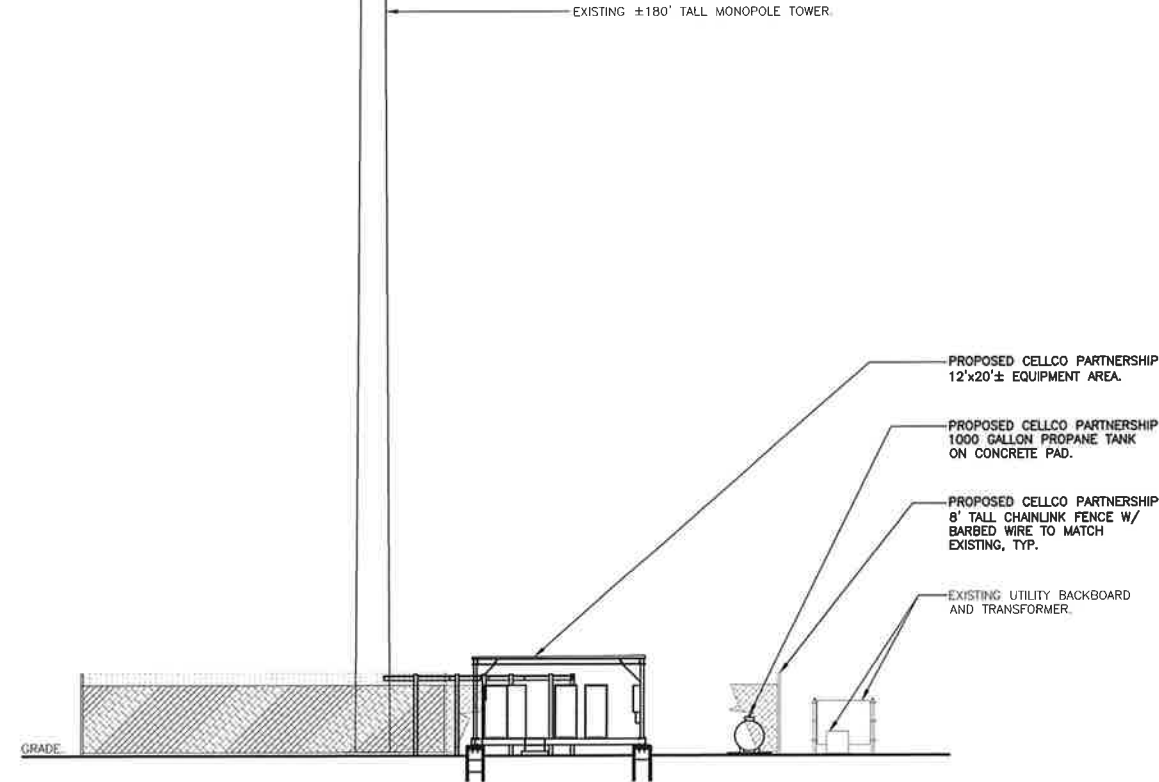 EXISTING ±180' TALL MONOPOLE TOWER.
PROPOSED CELLCO PARTNERSHIP
12'x20'± EQUIPMENT AREA.
PROPOSED CELLCO PARTNERSHIP
1000 GALLON PROPANE TANK
ON CONCRETE PAD.
PROPOSED CELLCO PARTNERSHIP
8' TALL CHAINLINK FENCE W/
BARBED WIRE TO MATCH
EXISTING, TYP.
EXISTING UTILITY BACKBOARD
AND TRANSFORMER.
GRADE